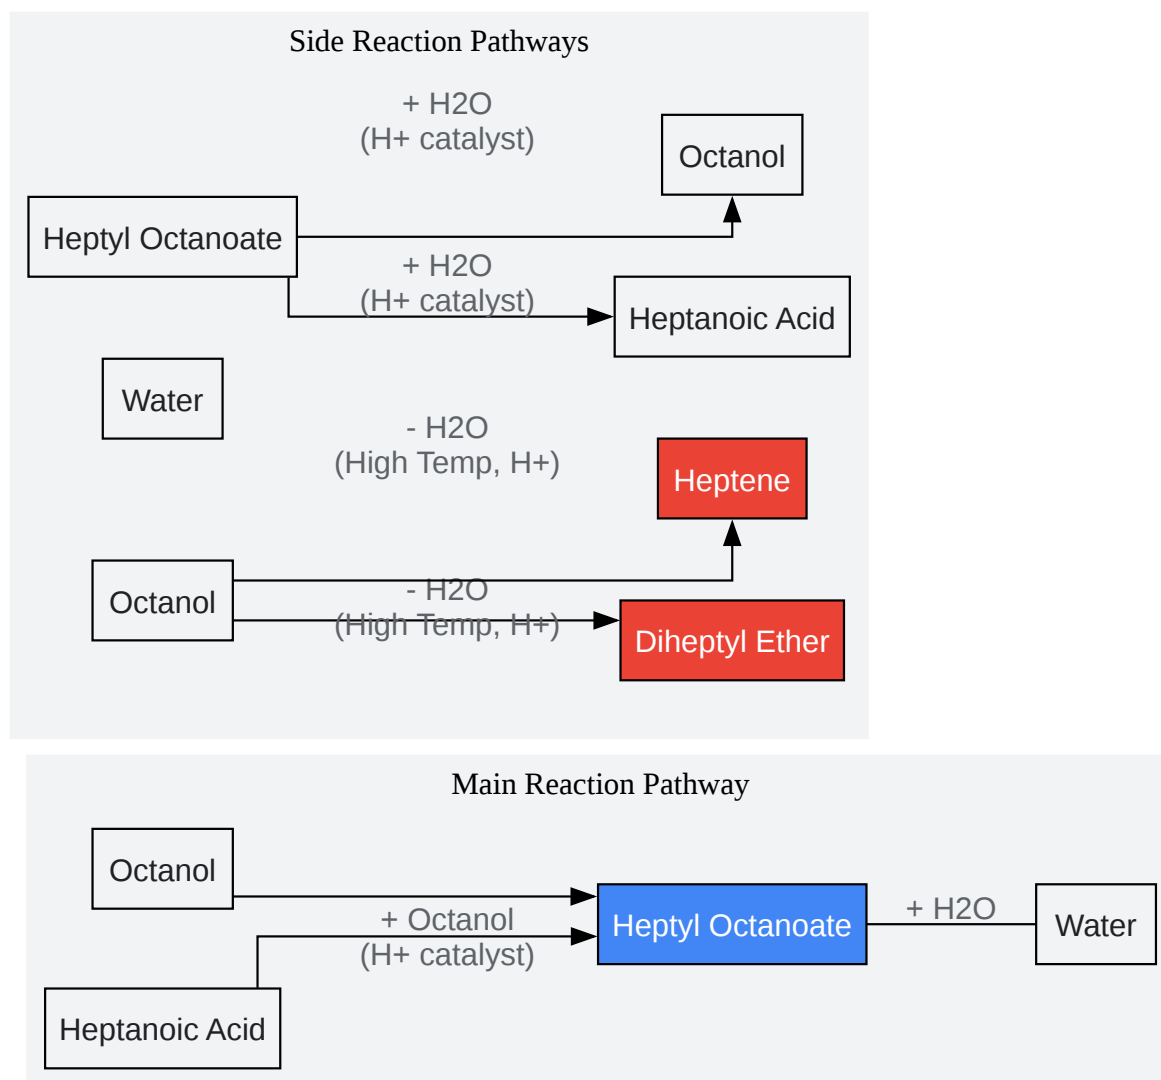 Side Reaction Pathways
+ H2O
(H+ catalyst)
Octanol
Heptyl Octanoate
+ H2O
(H+ catalyst)
Heptanoic Acid
Water
- H2O
(High Temp, H+)
Heptene
Octanol
- H2O
(High Temp, H+)
Diheptyl Ether
Main Reaction Pathway
Octanol
+ Octanol
(H+ catalyst)
Heptyl Octanoate
+ H2O
Water
Heptanoic Acid